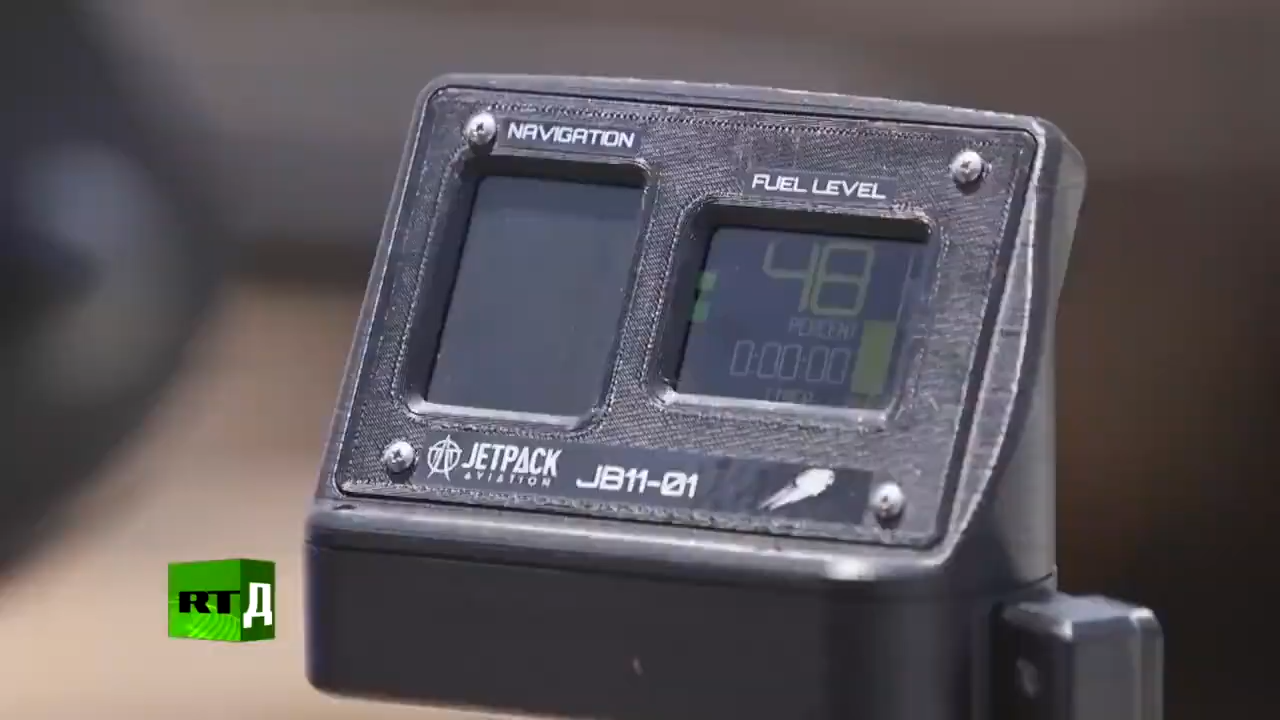 NAVIGATION
FUEL LEVEL
48
PERCENT
0:00:00
JETPACK
AVIATION
JB11-01
RTД